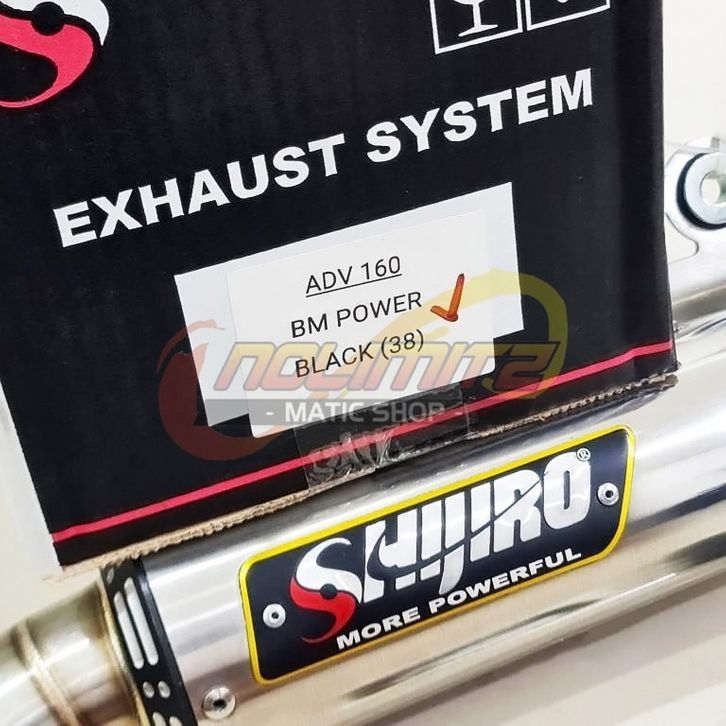 EXHAUST SYSTEM
ADV 160
BM POWER
BLACK (38)
NOLIMITZ
- MATIC SHOP -
SHIJIRO®
MORE POWERFUL